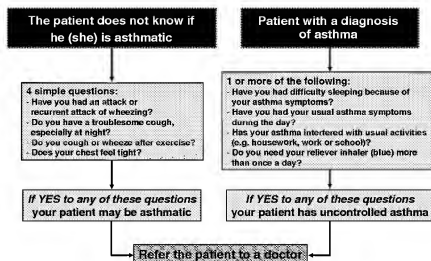 The patient does not know if
he (she) is asthmatic
4 simple questions:
- Have you had an attack or
recurrent attack of wheezing?
- Do you have a troublesome cough,
especially at night?
- Do you cough or wheeze after exercise?
- Does your chest feel tight?
If YES to any of these questions
your patient may be asthmatic
Patient with a diagnosis
of asthma
1 or more of the following:
- Have you had difficulty sleeping because of
your asthma symptoms?
- Have you had your usual asthma symptoms
during the day?
- Has your asthma interfered with usual activities
(e.g. housework, work or school)?
- Do you need your reliever inhaler (blue) more
than once a day?
If YES to any of these questions
your patient has uncontrolled asthma
Refer the patient to a doctor